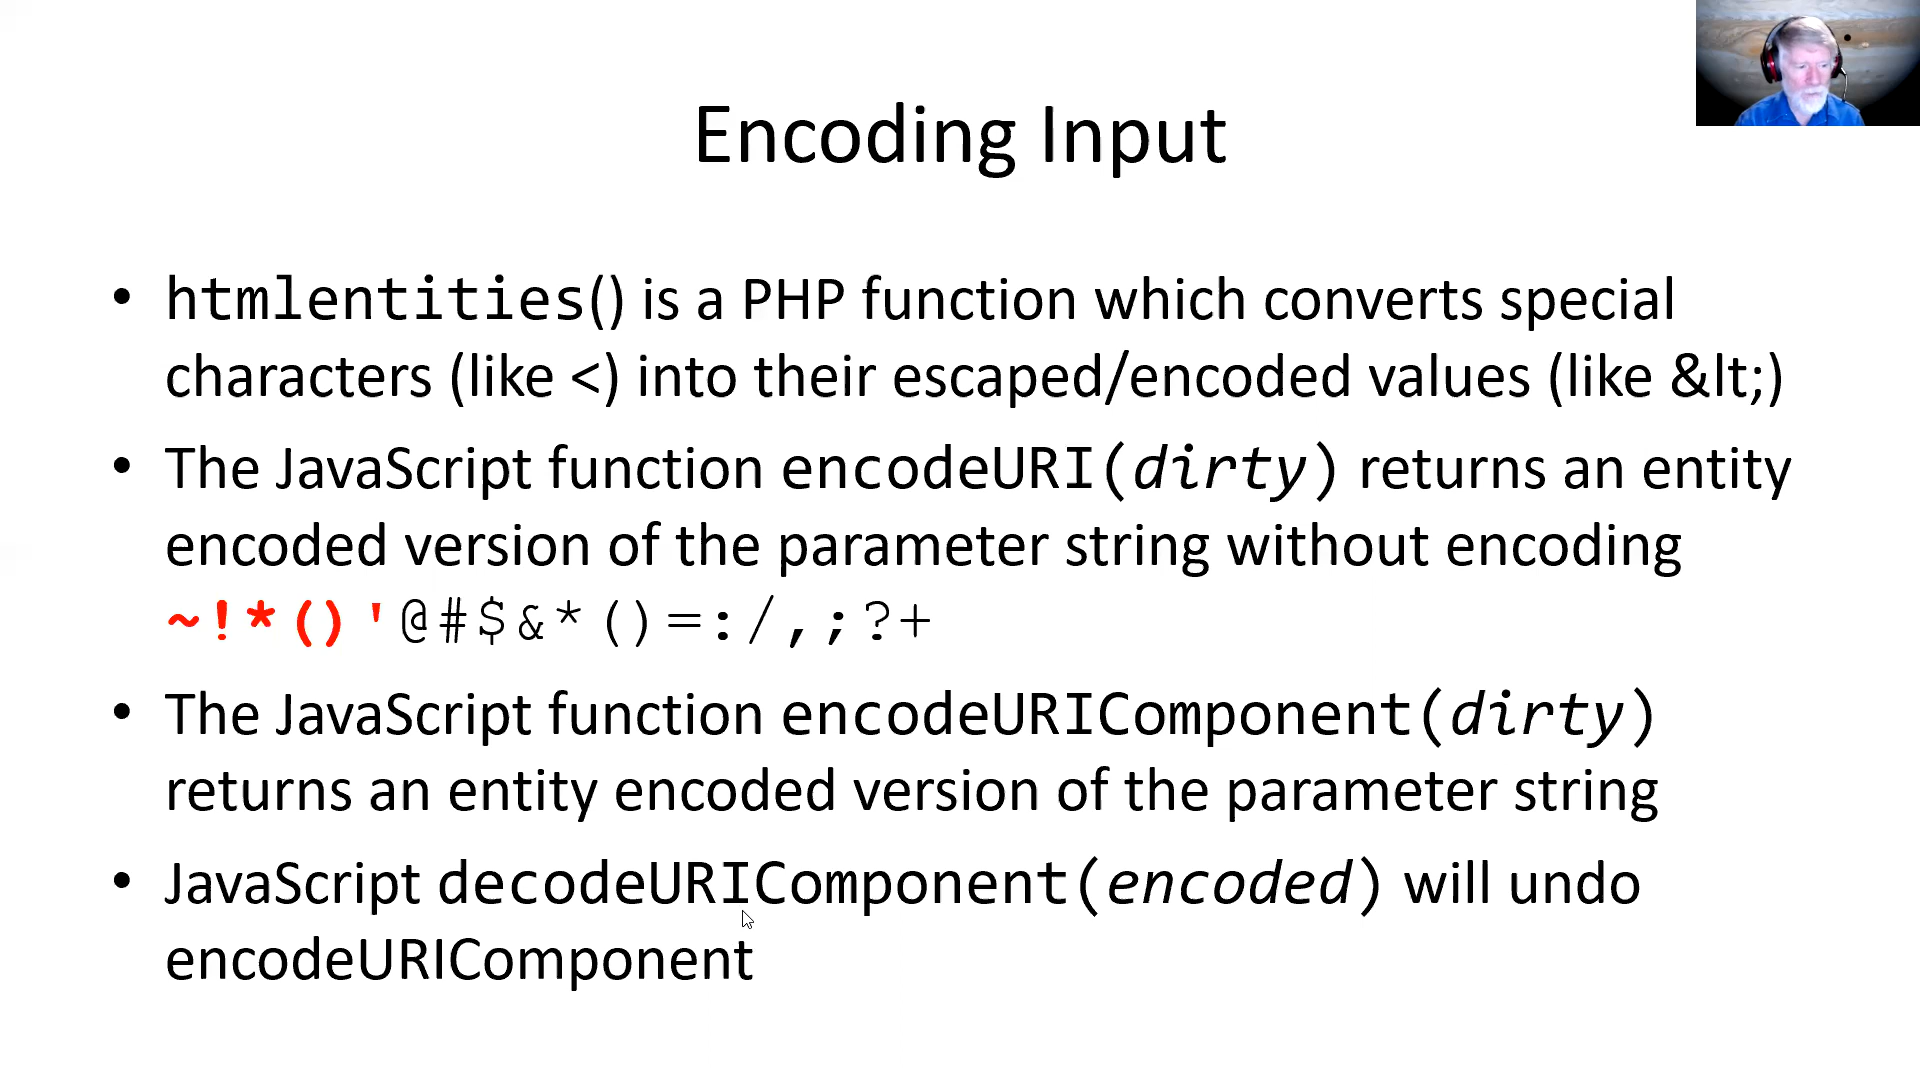 Encoding Input
• htmlentities() is a PHP function which converts special
characters (like <) into their escaped/encoded values (like &lt;)
• The JavaScript function encodeURI(dirty) returns an entity
encoded version of the parameter string without encoding
~!*()'@#$&*()=:/,;?+
• The JavaScript function encodeURIComponent(dirty)
returns an entity encoded version of the parameter string
• JavaScript decodeURIComponent(encoded) will undo
encodeURIComponent